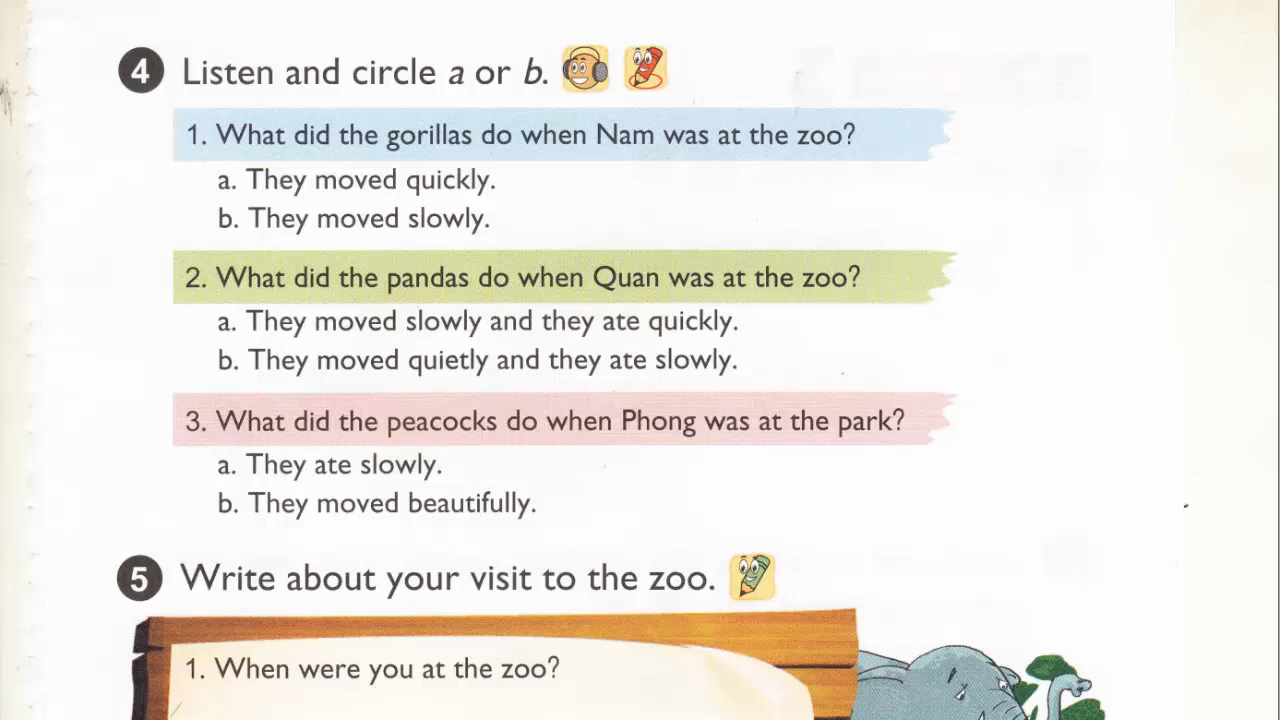 4 Listen and circle a or b.
1. What did the gorillas do when Nam was at the zoo?
a. They moved quickly.
b. They moved slowly.
2. What did the pandas do when Quan was at the zoo?
a. They moved slowly and they ate quickly.
b. They moved quietly and they ate slowly.
3. What did the peacocks do when Phong was at the park?
a. They ate slowly.
b. They moved beautifully.
5 Write about your visit to the zoo.
1. When were you at the zoo?